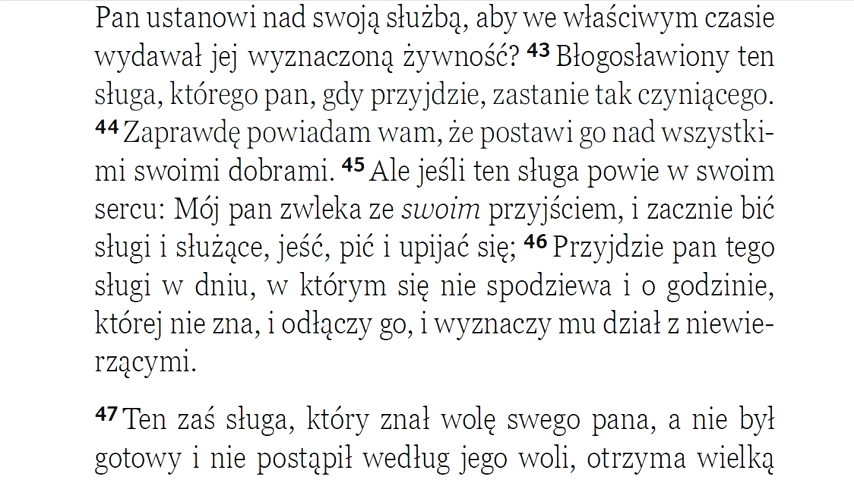 Pan ustanowi nad swoją służbą, aby we właściwym czasie
wydawał jej wyznaczoną żywność? 43 Błogosławiony ten
sługa, którego pan, gdy przyjdzie, zastanie tak czyniącego.
44 Zaprawdę powiadam wam, że postawi go nad wszystki-
mi swoimi dobrami. 45 Ale jeśli ten sługa powie w swoim
sercu: Mój pan zwleka ze swoim przyjściem, i zacznie bić
sługi i służące, jeść, pić i upijać się; 46 Przyjdzie pan tego
sługi w dniu, w którym się nie spodziewa i o godzinie,
której nie zna, i odłączy go, i wyznaczy mu dział z niewie-
rzącymi.
47 Ten zaś sługa, który znał wolę swego pana, a nie był
gotowy i nie postąpił według jego woli, otrzyma wielką